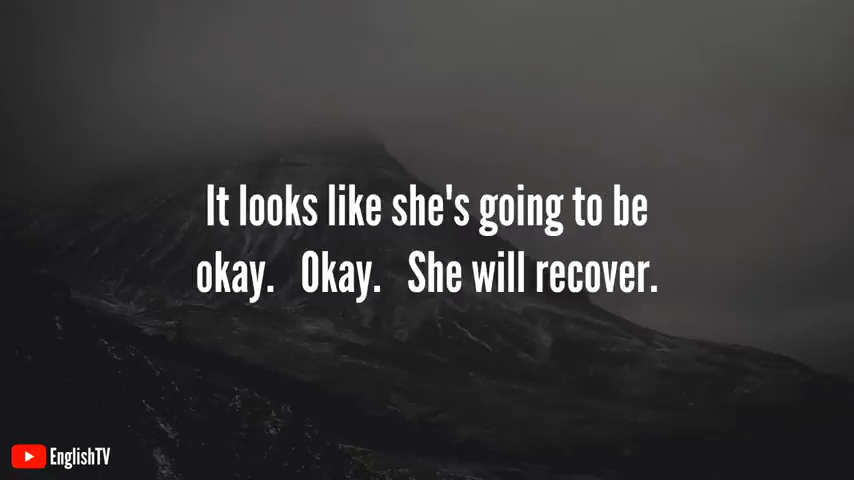 It looks like she's going to be
okay. Okay. She will recover.
EnglishTV